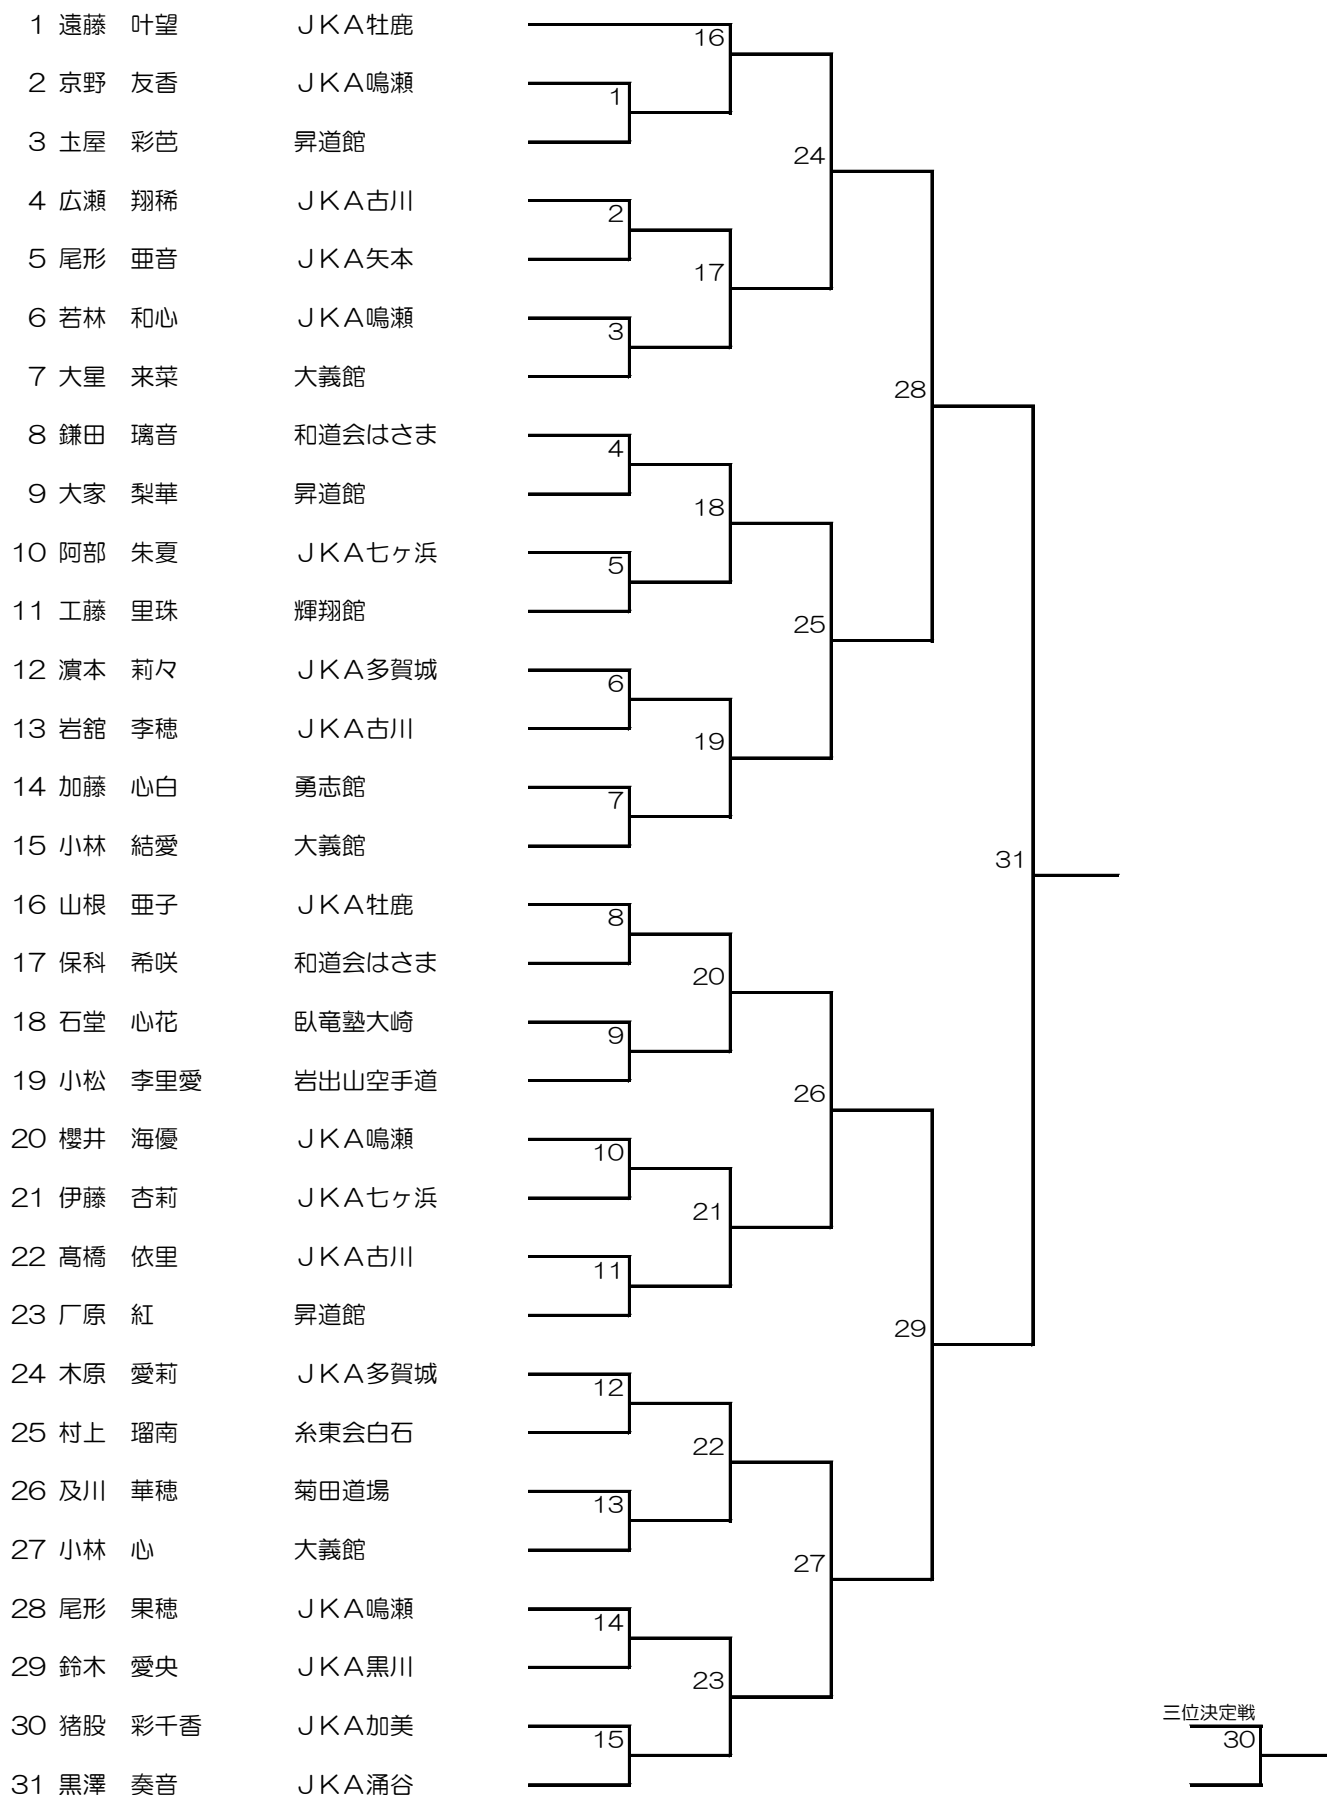 1 遠藤 叶望 ＪＫＡ牡鹿
16
2 京野 友香 ＪＫＡ鳴瀬
1
3 圡屋 彩芭 昇道館
24
4 広瀬 翔稀 ＪＫＡ古川
2
5 尾形 亜音 ＪＫＡ矢本
17
6 若林 和心 ＪＫＡ鳴瀬
3
7 大星 来菜 大義館
28
8 鎌田 璃音 和道会はさま
4
9 大家 梨華 昇道館
18
10 阿部 朱夏 ＪＫＡ七ヶ浜
5
11 工藤 里珠 輝翔館
25
12 濵本 莉々 ＪＫＡ多賀城
6
13 岩舘 李穂 ＪＫＡ古川
19
14 加藤 心白 勇志館
7
15 小林 結愛 大義館
31
16 山根 亜子 ＪＫＡ牡鹿
8
17 保科 希咲 和道会はさま
20
18 石堂 心花 臥竜塾大崎
9
19 小松 李里愛 岩出山空手道
26
20 櫻井 海優 ＪＫＡ鳴瀬
10
21 伊藤 杏莉 ＪＫＡ七ヶ浜
21
22 髙橋 依里 ＪＫＡ古川
11
23 厂原 紅 昇道館
29
24 木原 愛莉 ＪＫＡ多賀城
12
25 村上 瑠南 糸東会白石
22
26 及川 華穂 菊田道場
13
27 小林 心 大義館
27
28 尾形 果穂 ＪＫＡ鳴瀬
14
29 鈴木 愛央 ＪＫＡ黒川
23
三位決定戦
30 猪股 彩千香 ＪＫＡ加美
15
30
31 黒澤 奏音 ＪＫＡ涌谷